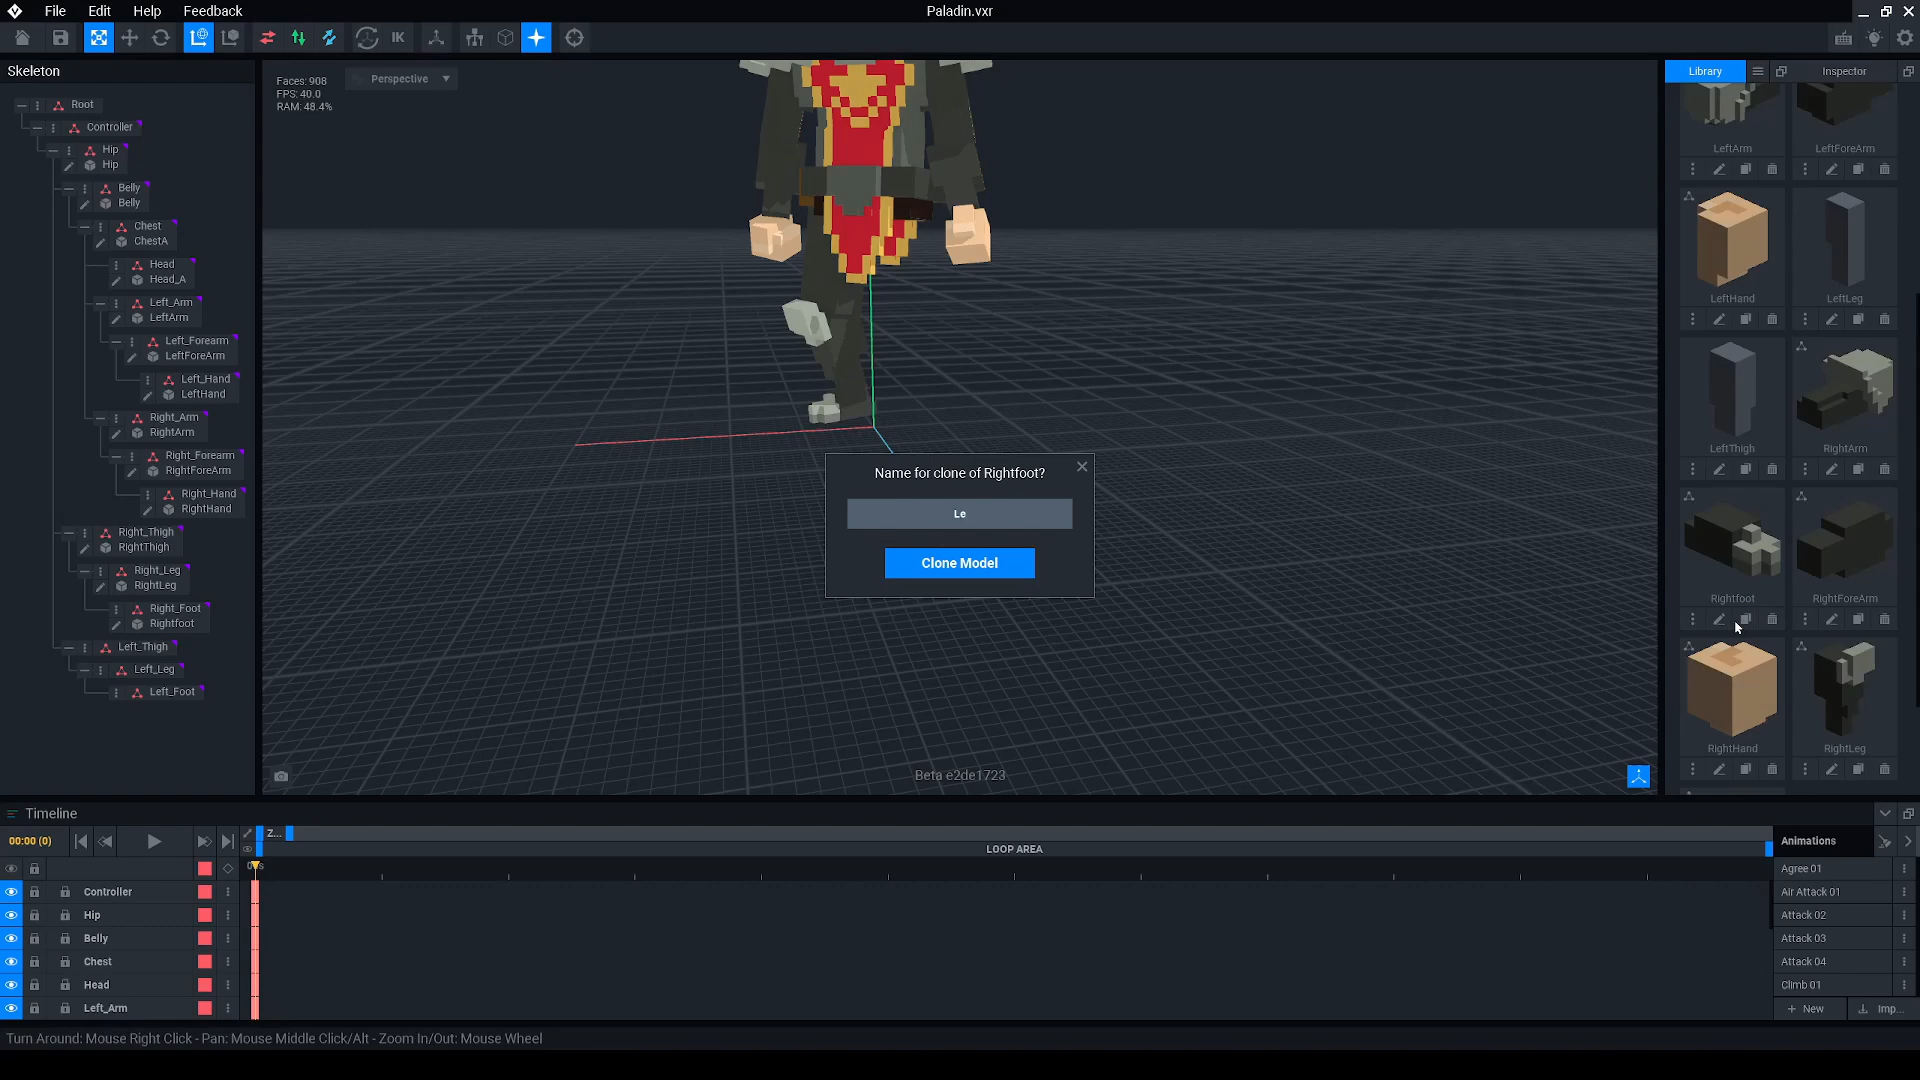 File Edit Help Feedback
Paladin.vxr
IK
Skeleton
Root
Controller
Hip
Hip
Belly
Belly
Chest
ChestA
Head
Head_A
Left_Arm
LeftArm
Left_Forearm
LeftForeArm
Left_Hand
LeftHand
Right_Arm
RightArm
Right_Forearm
RightForeArm
Right_Hand
RightHand
Right_Thigh
RightThigh
Right_Leg
RightLeg
Right_Foot
Rightfoot
Left_Thigh
Left_Leg
Left_Foot
Faces: 908
FPS: 40.0
RAM: 48.4%
Perspective
Name for clone of Rightfoot?
Le
Clone Model
Beta e2de1723
Library Inspector
LeftArm LeftForeArm
LeftHand LeftLeg
LeftThigh RightArm
Rightfoot RightForeArm
RightHand RightLeg
Timeline
00:00 (0)
Z...
LOOP AREA
Controller
Hip
Belly
Chest
Head
Left_Arm
Animations
Agree 01
Air Attack 01
Attack 02
Attack 03
Attack 04
Climb 01
+ New Imp...
Turn Around: Mouse Right Click - Pan: Mouse Middle Click/Alt - Zoom In/Out: Mouse Wheel